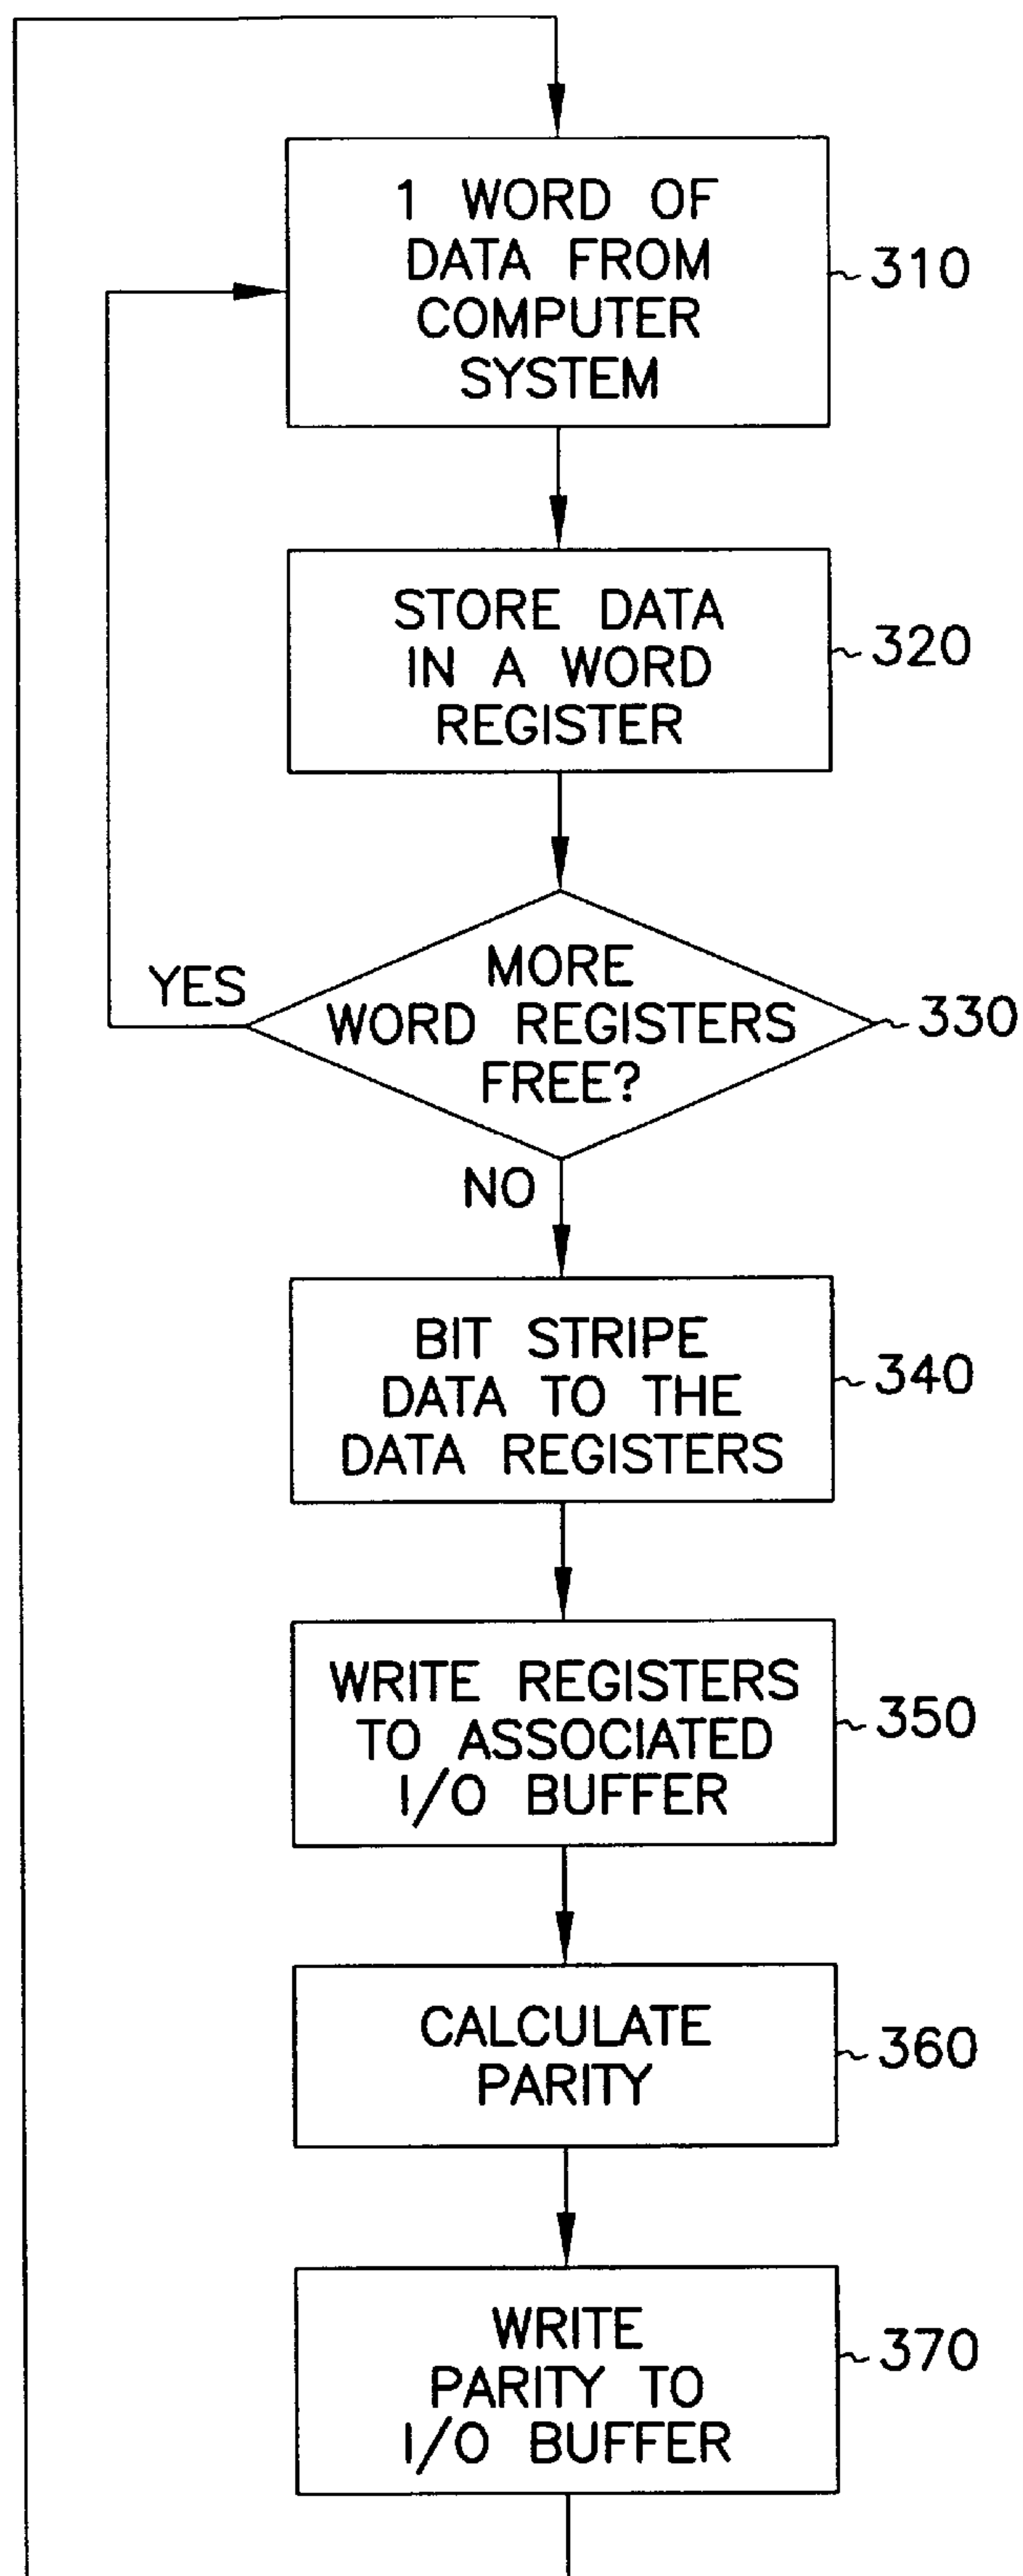 1 WORD OF
DATA FROM
COMPUTER
SYSTEM
310
STORE DATA
IN A WORD
REGISTER
320
MORE
WORD REGISTERS
FREE?
330
YES
NO
BIT STRIPE
DATA TO THE
DATA REGISTERS
340
WRITE REGISTERS
TO ASSOCIATED
I/O BUFFER
350
CALCULATE
PARITY
360
WRITE
PARITY TO
I/O BUFFER
370